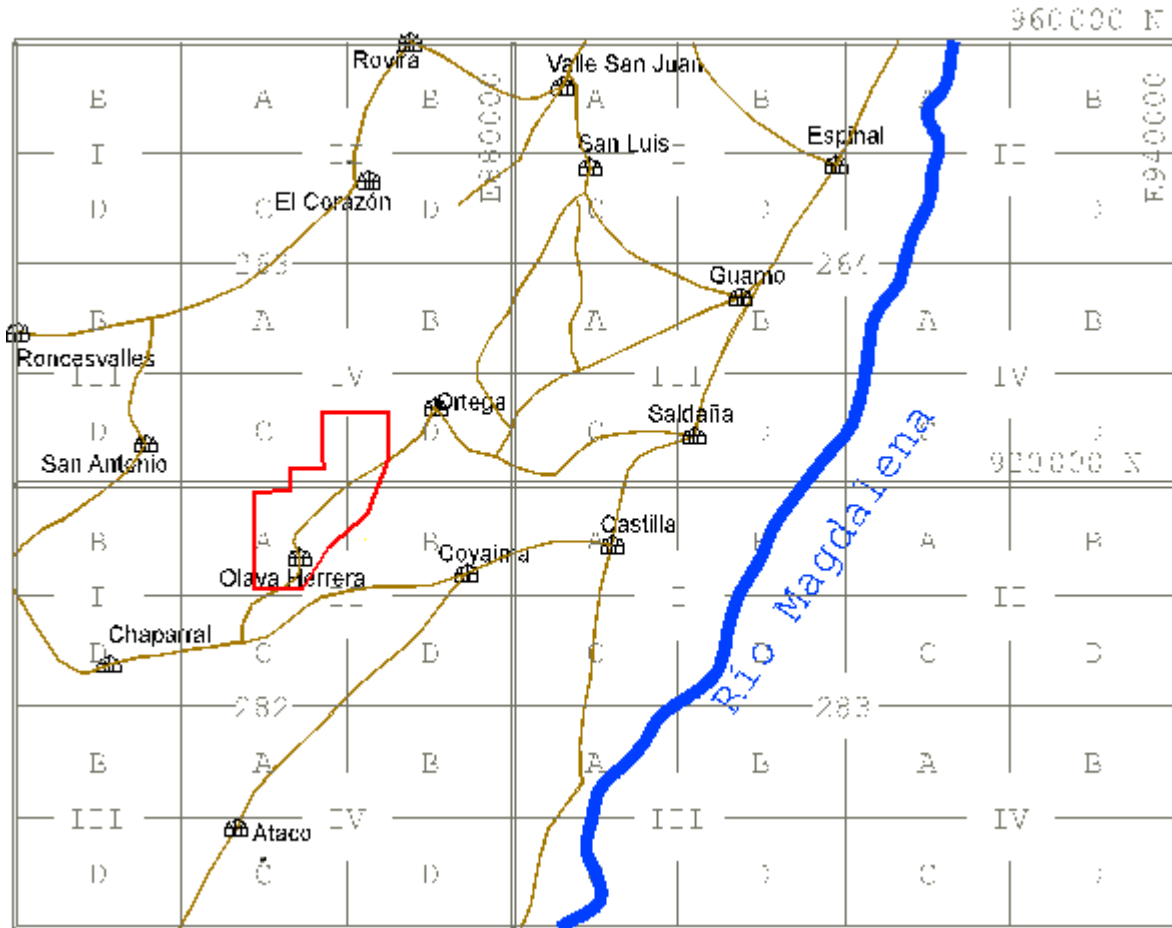 960000 N
Rovira
Valle San Juan
E880000
E940000
B A B A B A B
Espinal
San Luis
I II I II
El Corazón
D C D C
263
264
Guamo
B A B A B A B
Roncesvalles
III IV III IV
Ortega
Saldaña
D C D C
San Antonio
920000 N
Río Magdalena
Castilla
B A B A A B
Coyaima
Olaya Herrera
I II I II
Chaparral
D C D C C D
282
283
B A B A B A B
III IV III IV
Ataco
D C D C